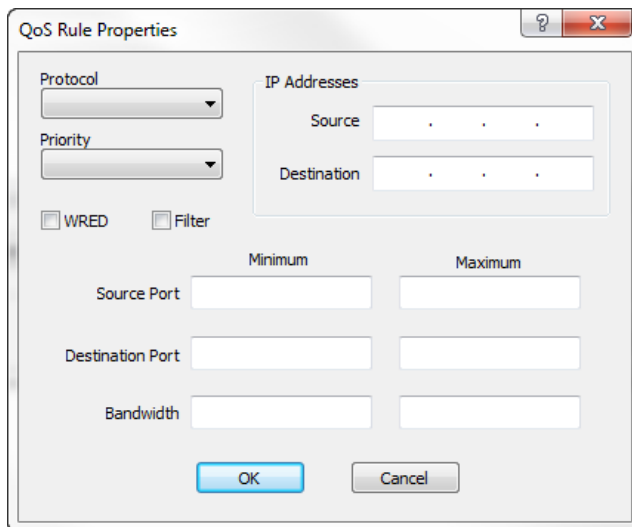 QoS Rule Properties
Protocol
IP Addresses
Source
Priority
Destination
WRED Filter
Minimum Maximum
Source Port
Destination Port
Bandwidth
OK Cancel